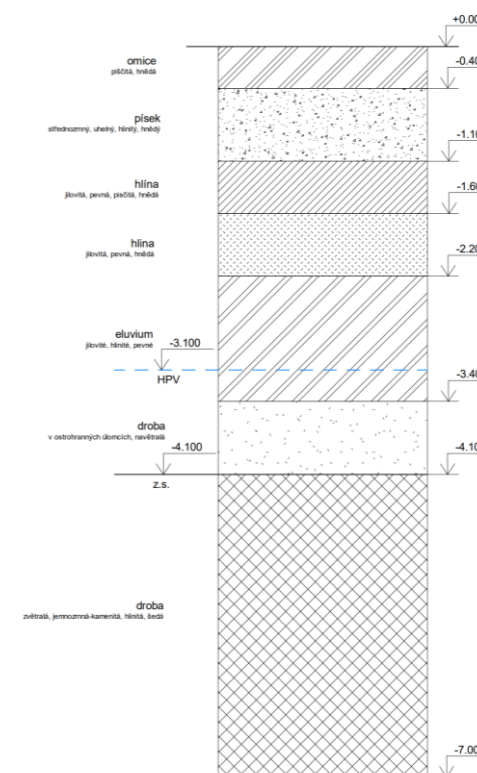 +0.00
omice
písčitá, hnědá
-0.40
písek
střednozrnný, uhelný, hlinitý, hnědý
-1.10
hlína
jílovitá, pevná, písčitá, hnědá
-1.60
hlína
jílovitá, pevná, hnědá
-2.20
eluvium
jílovité, hlinité, pevné
-3.100
HPV
-3.40
droba
v ostrohranných úlomcích, navětralá
-4.100
-4.10
z.s.
droba
zvětralá, jemnozrnná-kamenitá, hlinitá, šedá
-7.00